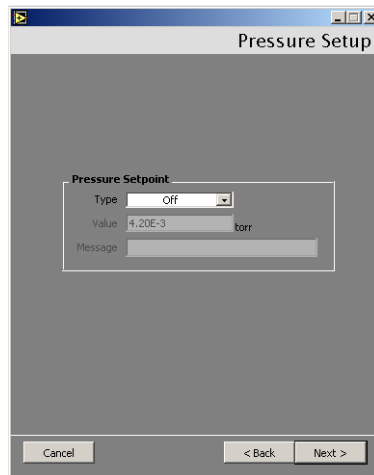 Pressure Setup
Pressure Setpoint
Type Off
Value 4.20E-3 torr
Message
Cancel < Back Next >